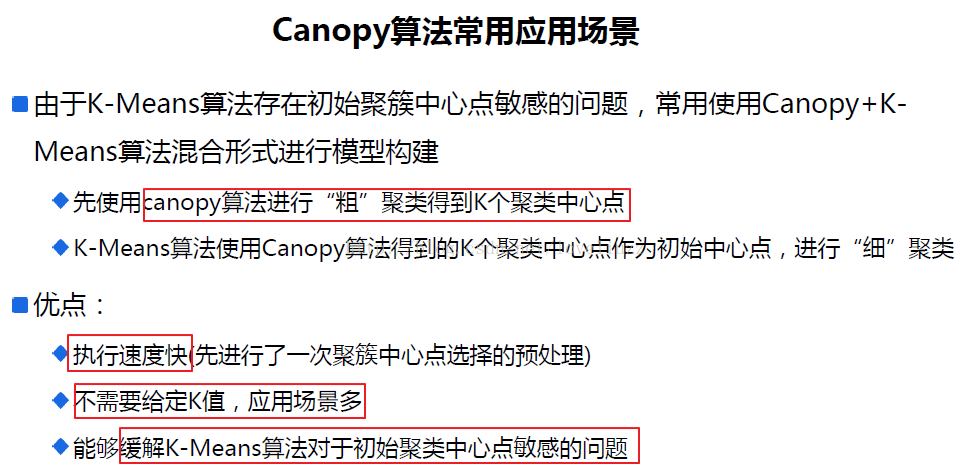 Canopy算法常用应用场景
由于K-Means算法存在初始聚簇中心点敏感的问题，常用使用Canopy+K-
Means算法混合形式进行模型构建
先使用canopy算法进行“粗”聚类得到K个聚类中心点
K-Means算法使用Canopy算法得到的K个聚类中心点作为初始中心点，进行“细”聚类
优点：
执行速度快(先进行了一次聚簇中心点选择的预处理)
不需要给定K值，应用场景多
能够缓解K-Means算法对于初始聚类中心点敏感的问题